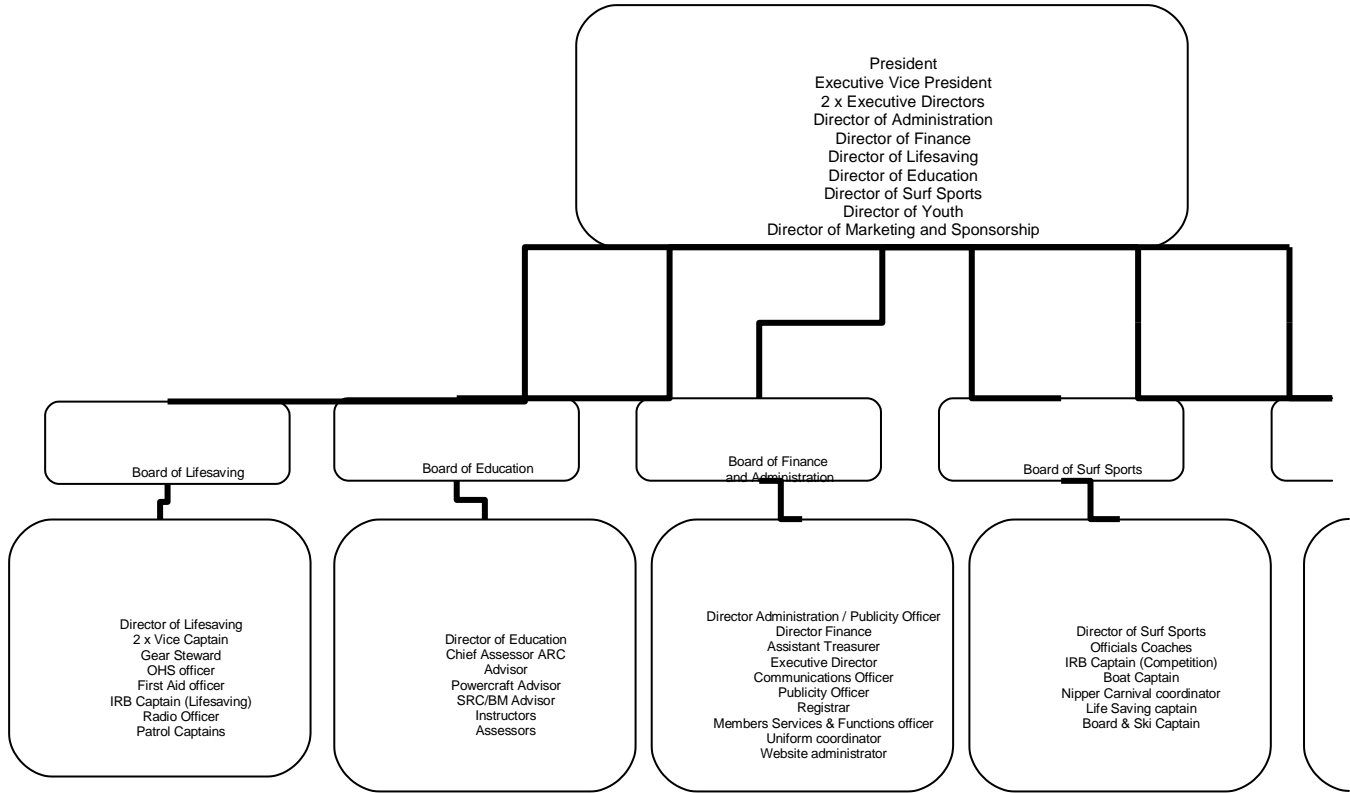 President
Executive Vice President
2 x Executive Directors
Director of Administration
Director of Finance
Director of Lifesaving
Director of Education
Director of Surf Sports
Director of Youth
Director of Marketing and Sponsorship
Board of Lifesaving
Board of Education
Board of Finance
and Administration
Board of Surf Sports
Director of Lifesaving
2 x Vice Captain
Gear Steward
OHS officer
First Aid officer
IRB Captain (Lifesaving)
Radio Officer
Patrol Captains
Director of Education
Chief Assessor ARC
Advisor
Powercraft Advisor
SRC/BM Advisor
Instructors
Assessors
Director Administration / Publicity Officer
Director Finance
Assistant Treasurer
Executive Director
Communications Officer
Publicity Officer
Registrar
Members Services & Functions officer
Uniform coordinator
Website administrator
Director of Surf Sports
Officials Coaches
IRB Captain (Competition)
Boat Captain
Nipper Carnival coordinator
Life Saving captain
Board & Ski Captain